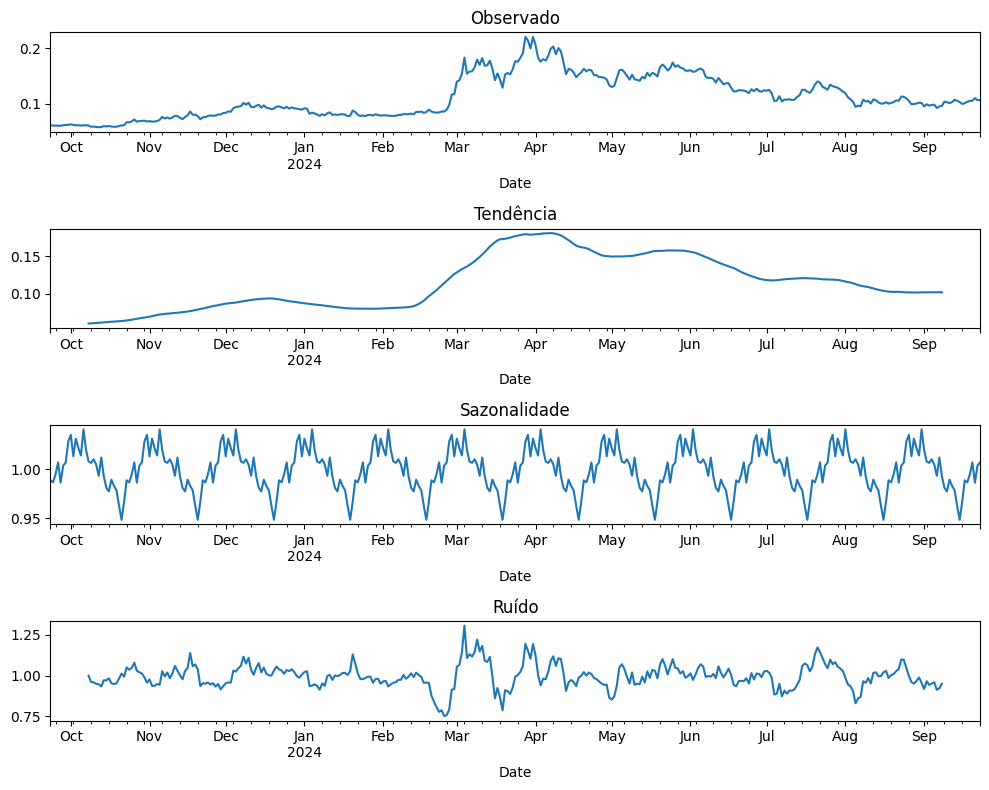 Observado
0.2
0.1
Oct Nov Dec Jan Feb Mar Apr May Jun Jul Aug Sep
2024
Date
Tendência
0.15
0.10
Oct Nov Dec Jan Feb Mar Apr May Jun Jul Aug Sep
2024
Date
Sazonalidade
1.00
0.95
Oct Nov Dec Jan Feb Mar Apr May Jun Jul Aug Sep
2024
Date
Ruído
1.25
1.00
0.75
Oct Nov Dec Jan Feb Mar Apr May Jun Jul Aug Sep
2024
Date